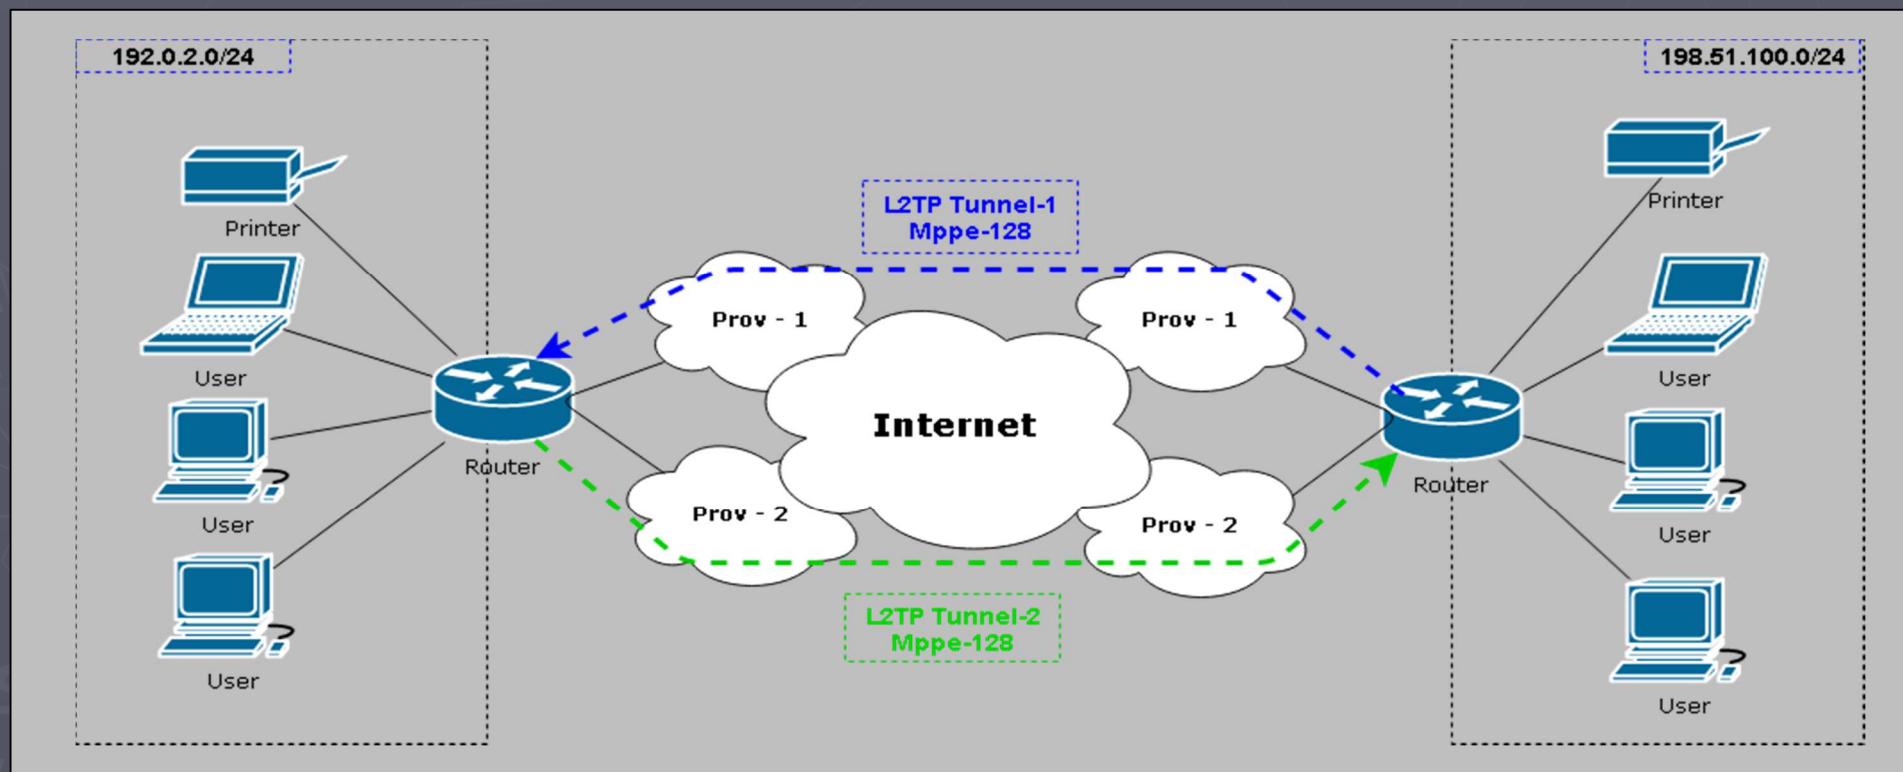 192.0.2.0/24
198.51.100.0/24
Printer
User
User
User
Router
L2TP Tunnel-1
Mppe-128
Prov - 1
Prov - 1
Internet
Prov - 2
Prov - 2
L2TP Tunnel-2
Mppe-128
Router
Printer
User
User
User